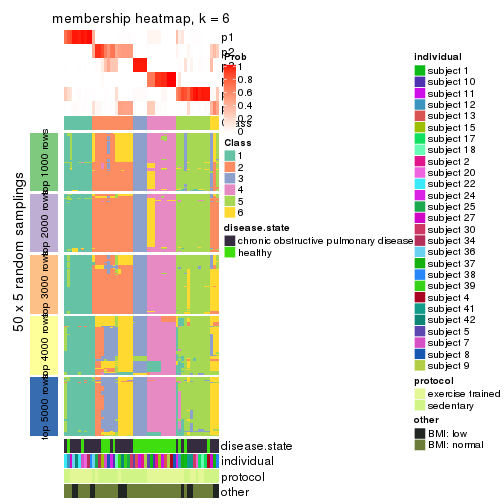 membership heatmap, k = 6
p1
p2
p3
Prob
1
0.8
0.6
0.4
0.2
0
Class
1
2
3
4
5
6
disease.state
chronic obstructive pulmonary disease
healthy
50 x 5 random samplings
top 1000 rows
top 2000 rows
top 3000 rows
top 4000 rows
top 5000 rows
disease.state
individual
protocol
other
individual
subject 1
subject 10
subject 11
subject 12
subject 13
subject 15
subject 17
subject 18
subject 2
subject 20
subject 22
subject 24
subject 25
subject 27
subject 30
subject 34
subject 36
subject 37
subject 38
subject 39
subject 4
subject 41
subject 42
subject 5
subject 7
subject 8
subject 9
protocol
exercise trained
sedentary
other
BMI: low
BMI: normal